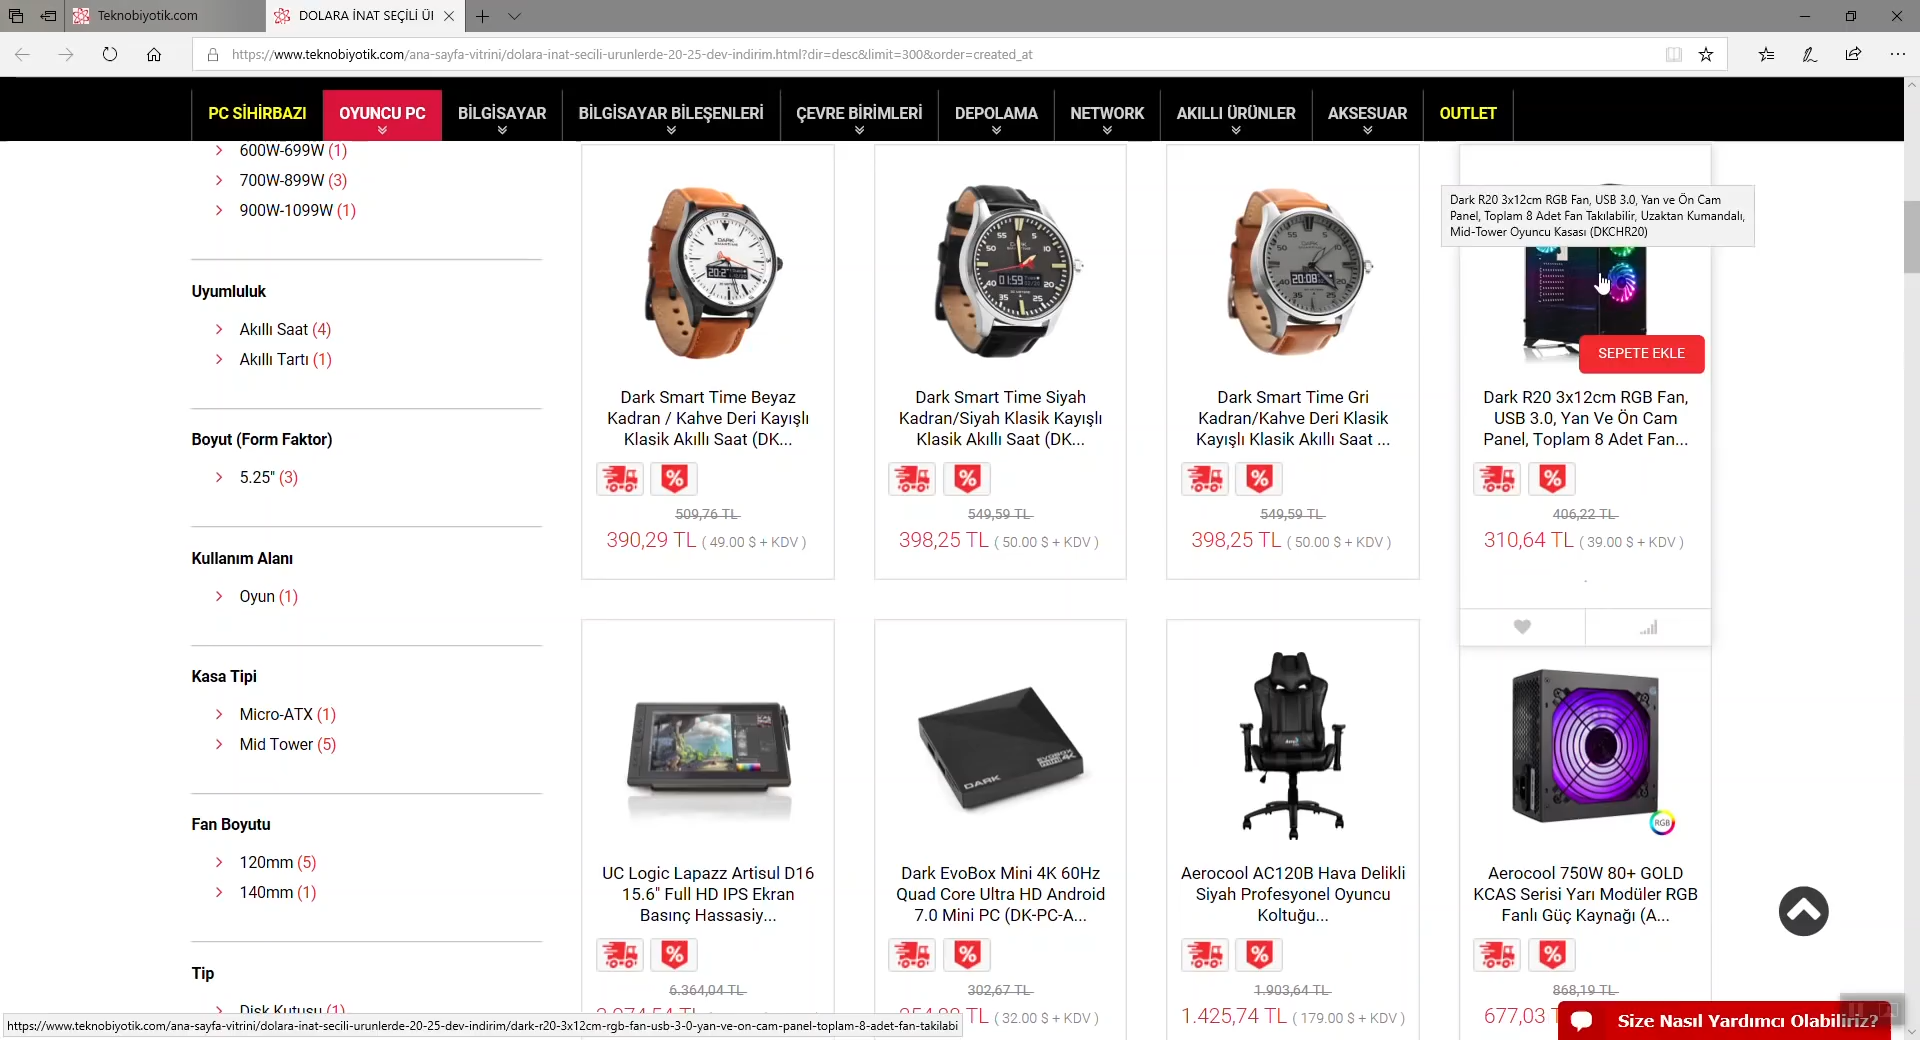 Teknobiyotik.com
DOLARA İNAT SEÇİLİ ÜI
https://www.teknobiyotik.com/ana-sayfa-vitrini/dolara-inat-secili-urunlerde-20-25-dev-indirim.html?dir=desc&limit=300&order=created_at
PC SİHİRBAZI
OYUNCU PC
BİLGİSAYAR
BİLGİSAYAR BİLEŞENLERİ
ÇEVRE BİRİMLERİ
DEPOLAMA
NETWORK
AKILLI ÜRÜNLER
AKSESUAR
OUTLET
600W-699W (1)
700W-899W (3)
900W-1099W (1)
Uyumluluk
Akıllı Saat (4)
Akıllı Tartı (1)
Boyut (Form Faktor)
5.25" (3)
Kullanım Alanı
Oyun (1)
Kasa Tipi
Micro-ATX (1)
Mid Tower (5)
Fan Boyutu
120mm (5)
140mm (1)
Tip
Disk Kutusu (1)
Dark Smart Time Beyaz
Kadran / Kahve Deri Kayışlı
Klasik Akıllı Saat (DK...
%
509,76 TL
390,29 TL ( 49.00 $ + KDV )
Dark Smart Time Siyah
Kadran/Siyah Klasik Kayışlı
Klasik Akıllı Saat (DK...
%
549,59 TL
398,25 TL ( 50.00 $ + KDV )
Dark Smart Time Gri
Kadran/Kahve Deri Klasik
Kayışlı Klasik Akıllı Saat ...
%
549,59 TL
398,25 TL ( 50.00 $ + KDV )
Dark R20 3x12cm RGB Fan, USB 3.0, Yan ve Ön Cam
Panel, Toplam 8 Adet Fan Takılabilir, Uzaktan Kumandalı,
Mid-Tower Oyuncu Kasası (DKCHR20)
SEPETE EKLE
Dark R20 3x12cm RGB Fan,
USB 3.0, Yan Ve Ön Cam
Panel, Toplam 8 Adet Fan...
%
406,22 TL
310,64 TL ( 39.00 $ + KDV )
UC Logic Lapazz Artisul D16
15.6" Full HD IPS Ekran
Basınç Hassasiy...
%
6.364,04 TL
DARK
Dark EvoBox Mini 4K 60Hz
Quad Core Ultra HD Android
7.0 Mini PC (DK-PC-A...
%
302,67 TL
TL ( 32.00 $ + KDV )
Aerocool AC120B Hava Delikli
Siyah Profesyonel Oyuncu
Koltuğu...
%
1.903,64 TL
1.425,74 TL ( 179.00 $ + KDV )
RGB
Aerocool 750W 80+ GOLD
KCAS Serisi Yarı Modüler RGB
Fanlı Güç Kaynağı (A...
%
868,19 TL
677,03 T
Size Nasıl Yardımcı Olabiliriz?
https://www.teknobiyotik.com/ana-sayfa-vitrini/dolara-inat-secili-urunlerde-20-25-dev-indirim/dark-r20-3x12cm-rgb-fan-usb-3-0-yan-ve-on-cam-panel-toplam-8-adet-fan-takilabi